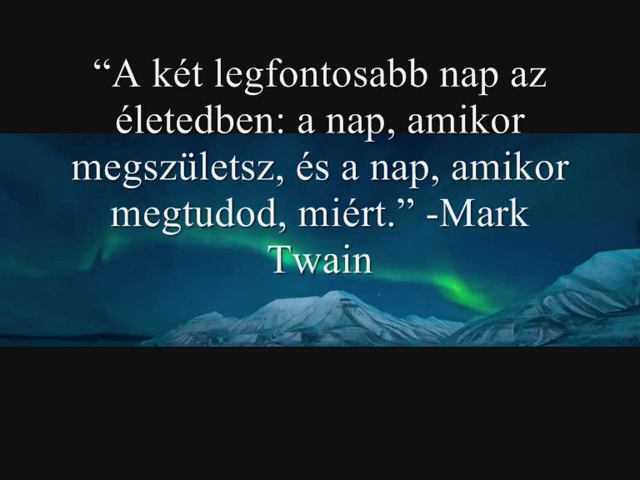 “A két legfontosabb nap az
életedben: a nap, amikor
megszületsz, és a nap, amikor
megtudod, miért.” -Mark
Twain